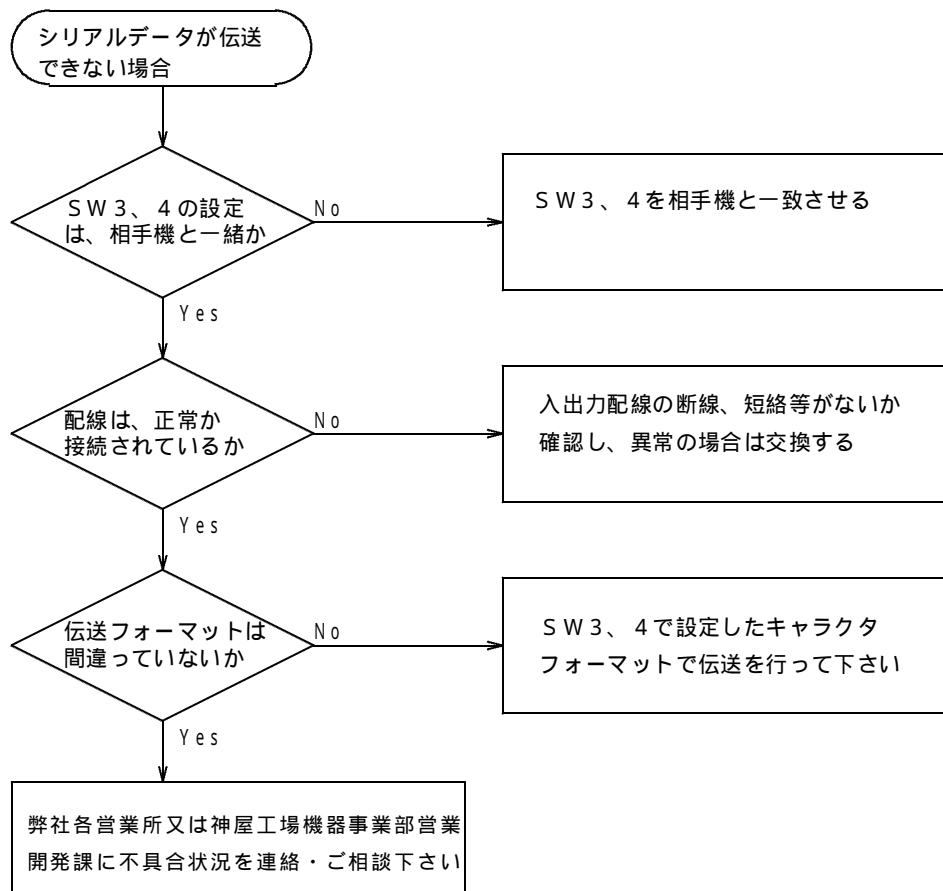 シリアルデータが伝送
できない場合
ＳＷ３、４の設定
は、相手機と一緒か
Ｎｏ
ＳＷ３、４を相手機と一致させる
Ｙｅｓ
配線は、正常か
接続されているか
Ｎｏ
入出力配線の断線、短絡等がないか
確認し、異常の場合は交換する
Ｙｅｓ
伝送フォーマットは
間違っていないか
Ｎｏ
ＳＷ３、４で設定したキャラクタ
フォーマットで伝送を行って下さい
Ｙｅｓ
弊社各営業所又は神屋工場機器事業部営業
開発課に不具合状況を連絡・ご相談下さい